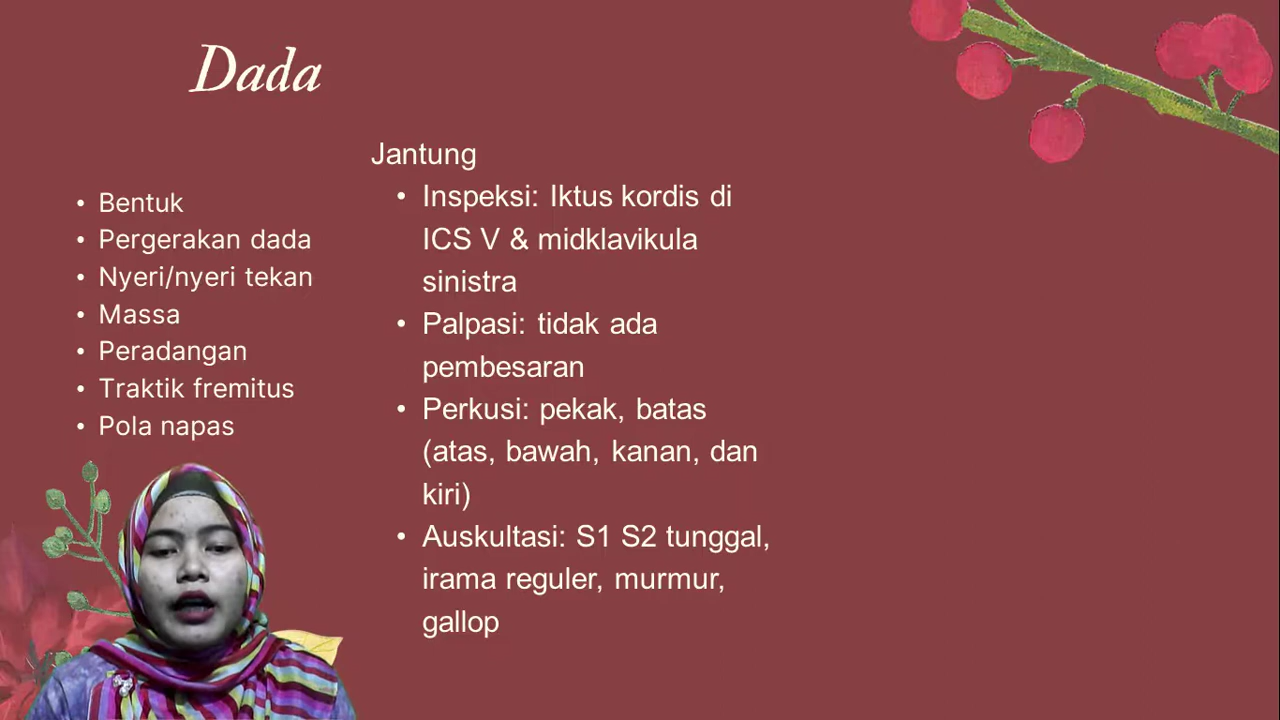 Dada
Bentuk
Pergerakan dada
Nyeri/nyeri tekan
Massa
Peradangan
Traktik fremitus
Pola napas
Jantung
Inspeksi: Iktus kordis di
ICS V & midklavikula
sinistra
Palpasi: tidak ada
pembesaran
Perkusi: pekak, batas
(atas, bawah, kanan, dan
kiri)
Auskultasi: S1 S2 tunggal,
irama reguler, murmur,
gallop